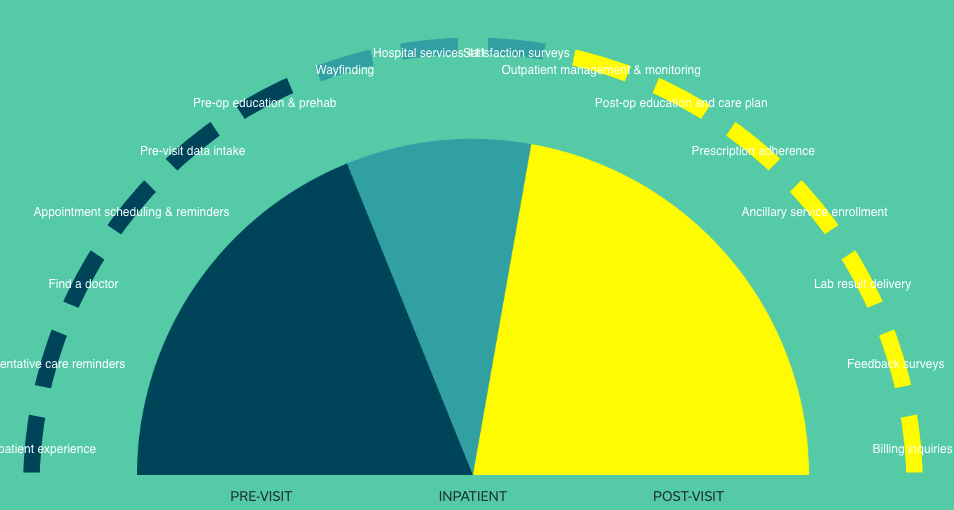 Hospital services 411
Satisfaction surveys
Wayfinding
Outpatient management & monitoring
Pre-op education & prehab
Post-op education and care plan
Pre-visit data intake
Prescription adherence
Appointment scheduling & reminders
Ancillary service enrollment
Find a doctor
Lab result delivery
entative care reminders
Feedback surveys
patient experience
Billing inquiries
PRE-VISIT
INPATIENT
POST-VISIT